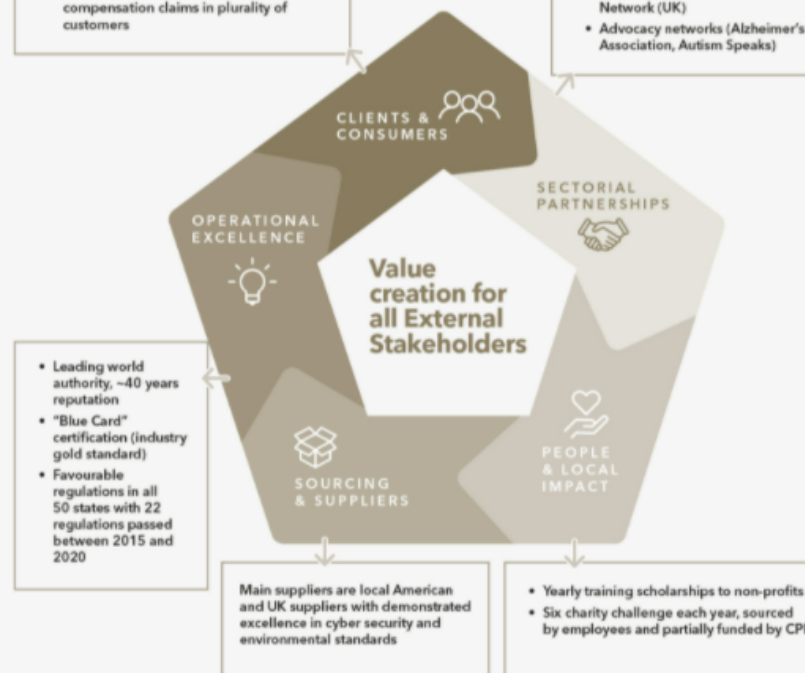 compensation claims in plurality of
customers
Network (UK)
• Advocacy networks (Alzheimer's
Association, Autism Speaks)
CLIENTS &
CONSUMERS
SECTORIAL
PARTNERSHIPS
OPERATIONAL
EXCELLENCE
Value
creation for
all External
Stakeholders
• Leading world
authority, ~40 years
reputation
• "Blue Card"
certification (industry
gold standard)
• Favourable
regulations in all
50 states with 22
regulations passed
between 2015 and
2020
PEOPLE
& LOCAL
IMPACT
SOURCING
& SUPPLIERS
Main suppliers are local American
and UK suppliers with demonstrated
excellence in cyber security and
environmental standards
• Yearly training scholarships to non-profits
• Six charity challenge each year, sourced
by employees and partially funded by